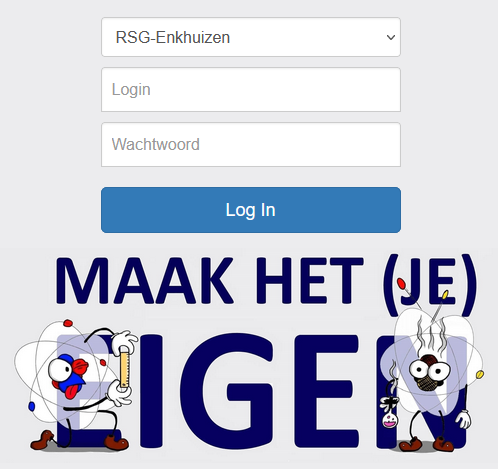 RSG-Enkhuizen
Login
Wachtwoord
Log In
MAAK HET (JE)
EIGEN